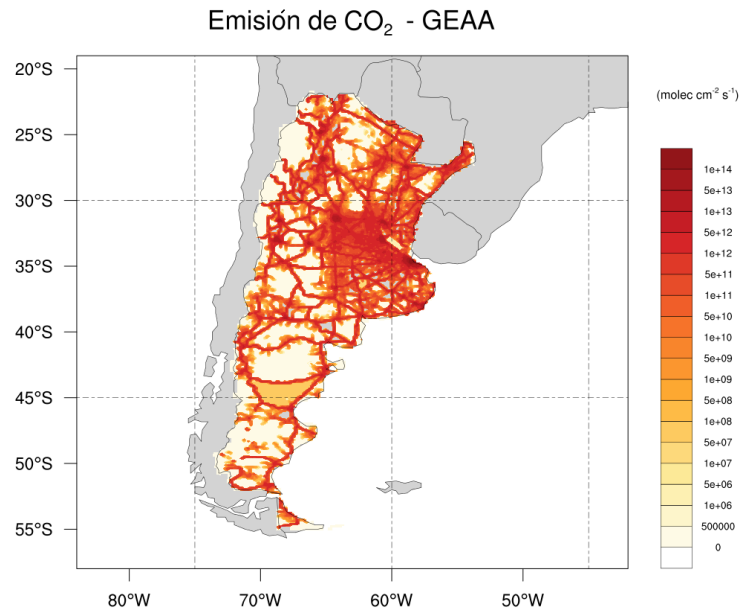 Emisión de CO₂ - GEAA
(molec cm⁻² s⁻¹)
20°S
25°S
30°S
35°S
40°S
45°S
50°S
55°S
80°W
70°W
60°W
50°W
1e+14
5e+13
1e+13
5e+12
1e+12
5e+11
1e+11
5e+10
1e+10
5e+09
1e+09
5e+08
1e+08
5e+07
1e+07
5e+06
1e+06
500000
0